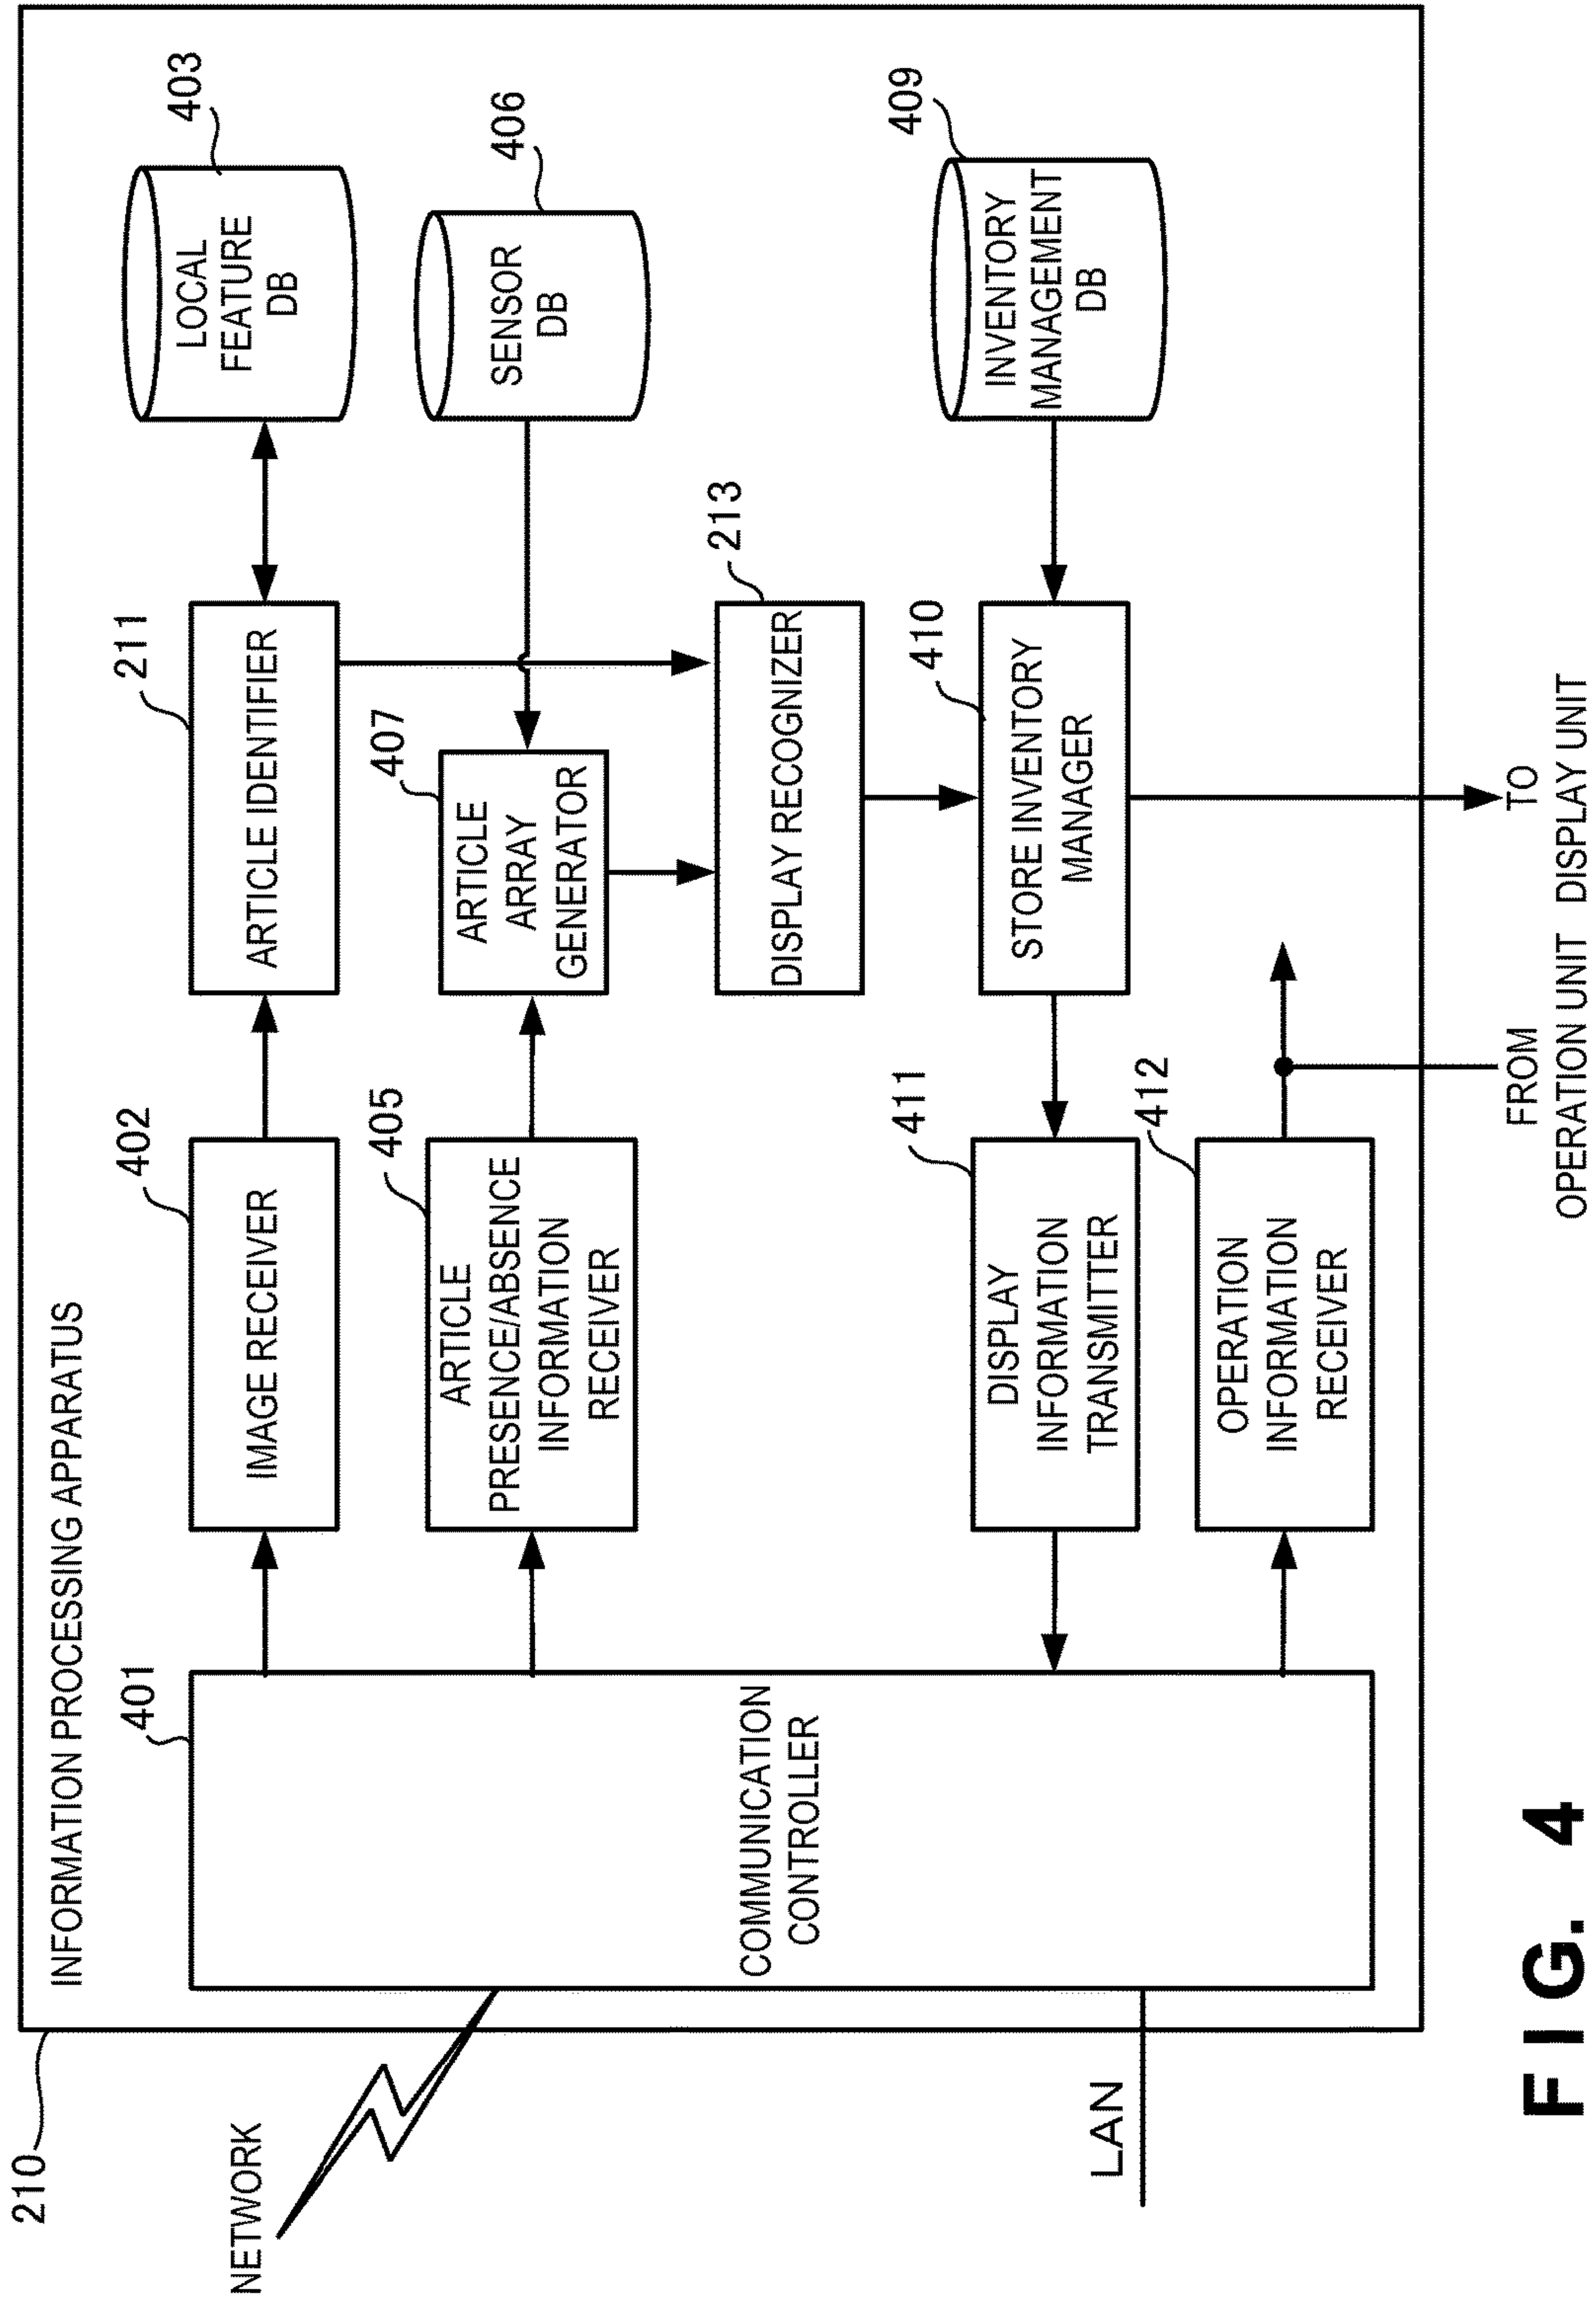 210
INFORMATION PROCESSING APPARATUS
NETWORK
LAN
401
COMMUNICATION
CONTROLLER
402
IMAGE RECEIVER
211
ARTICLE IDENTIFIER
403
LOCAL
FEATURE
DB
405
ARTICLE
PRESENCE/ABSENCE
INFORMATION
RECEIVER
407
ARTICLE
ARRAY
GENERATOR
406
SENSOR
DB
213
DISPLAY RECOGNIZER
411
DISPLAY
INFORMATION
TRANSMITTER
410
STORE INVENTORY
MANAGER
409
INVENTORY
MANAGEMENT
DB
412
OPERATION
INFORMATION
RECEIVER
FROM
OPERATION UNIT
TO
DISPLAY UNIT
FIG. 4